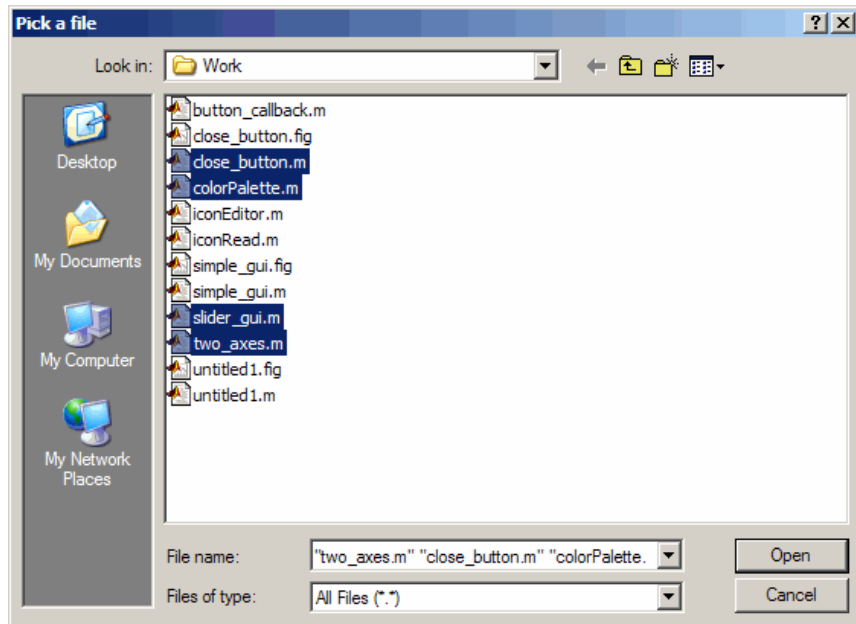 Pick a file
Look in: Work
button_callback.m
close_button.fig
close_button.m
colorPalette.m
iconEditor.m
iconRead.m
simple_gui.fig
simple_gui.m
slider_gui.m
two_axes.m
untitled1.fig
untitled1.m
Desktop
My Documents
My Computer
My Network
Places
File name: "two_axes.m" "close_button.m" "colorPalette. Open
Files of type: All Files (*.*) Cancel